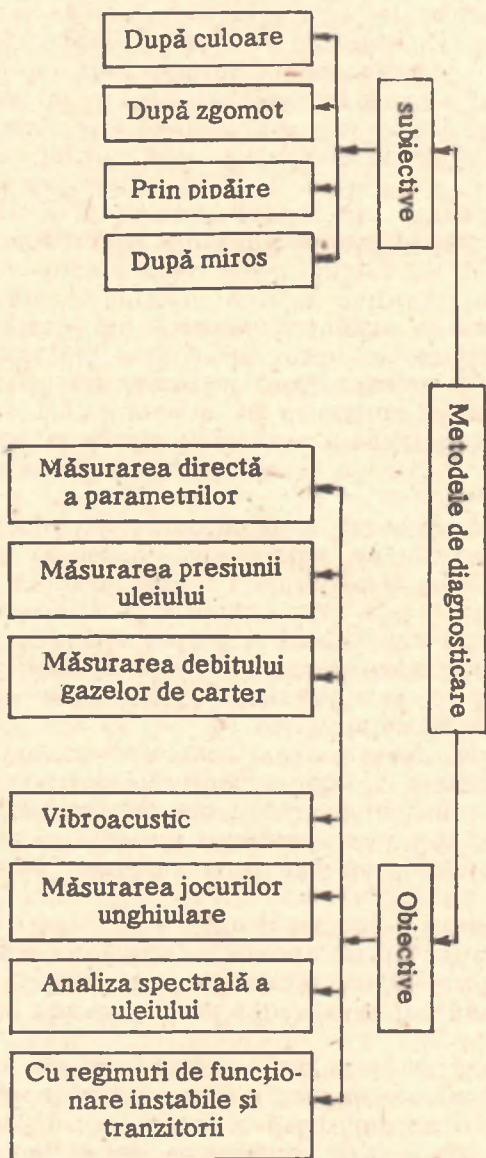 După culoare
După zgomot
Prin pipăire
După miros
subiective
Metodele de diagnosticare
Măsurarea directă
a parametrilor
Măsurarea presiunii
uleiului
Măsurarea debitului
gazelor de carter
Vibroacustic
Măsurarea jocurilor
unghiulare
Analiza spectrală a
uleiului
Cu regimuri de funcțio-
nare instabile și
tranzitorii
Obiective